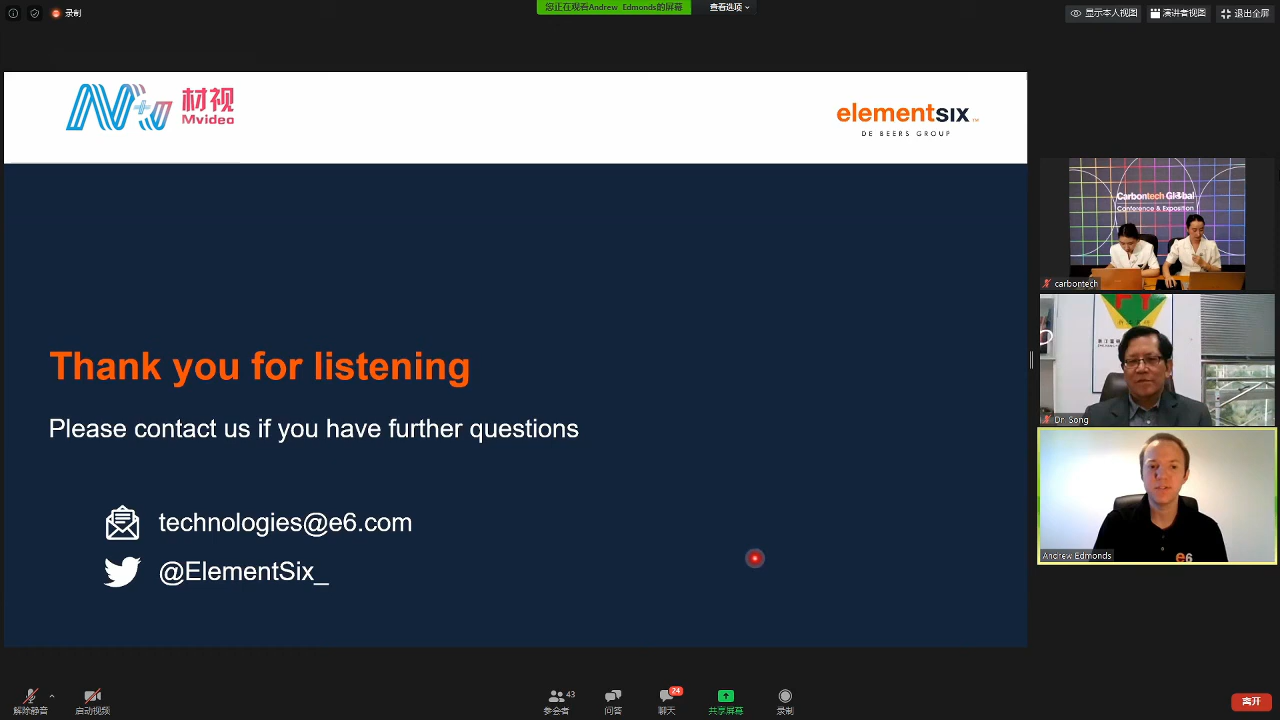 录制
您正在观看Andrew Edmonds的屏幕
查看选项
显示本人视图
演讲者视图
退出全屏
材视
Mvideo
elementsix
DE BEERS GROUP
Thank you for listening
Please contact us if you have further questions
technologies@e6.com
@ElementSix_
Carbontech Global
Conference & Exposition
carbontech
Dr. Song
e6
Andrew Edmonds
解除静音
启动视频
43
参会者
问答
24
聊天
共享屏幕
录制
离开